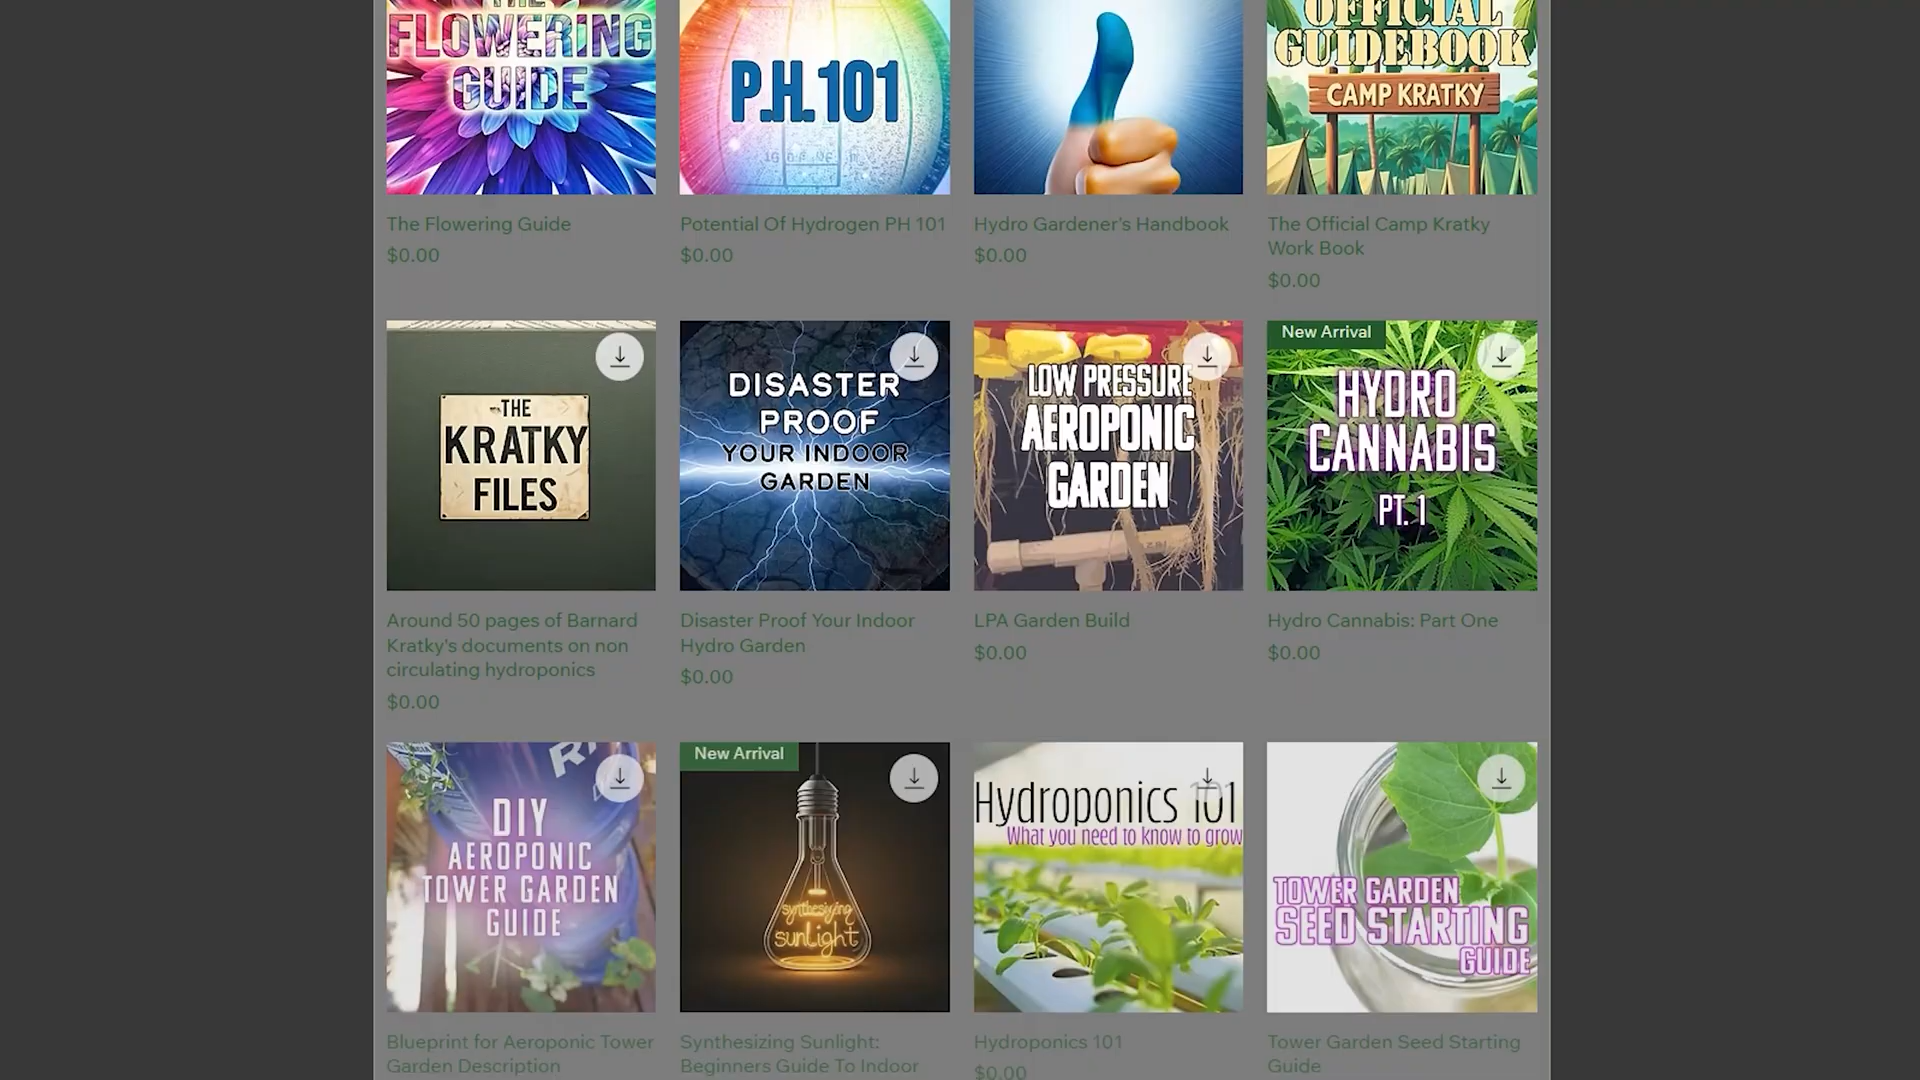 THE
FLOWERING
GUIDE
P.H. 101
OFFICIAL
GUIDEBOOK
CAMP KRATKY
The Flowering Guide
$0.00
Potential Of Hydrogen PH 101
$0.00
Hydro Gardener's Handbook
$0.00
The Official Camp Kratky
Work Book
$0.00
THE
KRATKY
FILES
DISASTER
PROOF
YOUR INDOOR
GARDEN
LOW PRESSURE
AEROPONIC
GARDEN
New Arrival
HYDRO
CANNABIS
PT. 1
Around 50 pages of Barnard
Kratky's documents on non
circulating hydroponics
$0.00
Disaster Proof Your Indoor
Hydro Garden
$0.00
LPA Garden Build
$0.00
Hydro Cannabis: Part One
$0.00
DIY
AEROPONIC
TOWER GARDEN
GUIDE
New Arrival
synthesizing
sunlight
Hydroponics 101
What you need to know to grow
TOWER GARDEN
SEED STARTING
GUIDE
Blueprint for Aeroponic Tower
Garden Description
Synthesizing Sunlight:
Beginners Guide To Indoor
Hydroponics 101
$0.00
Tower Garden Seed Starting
Guide